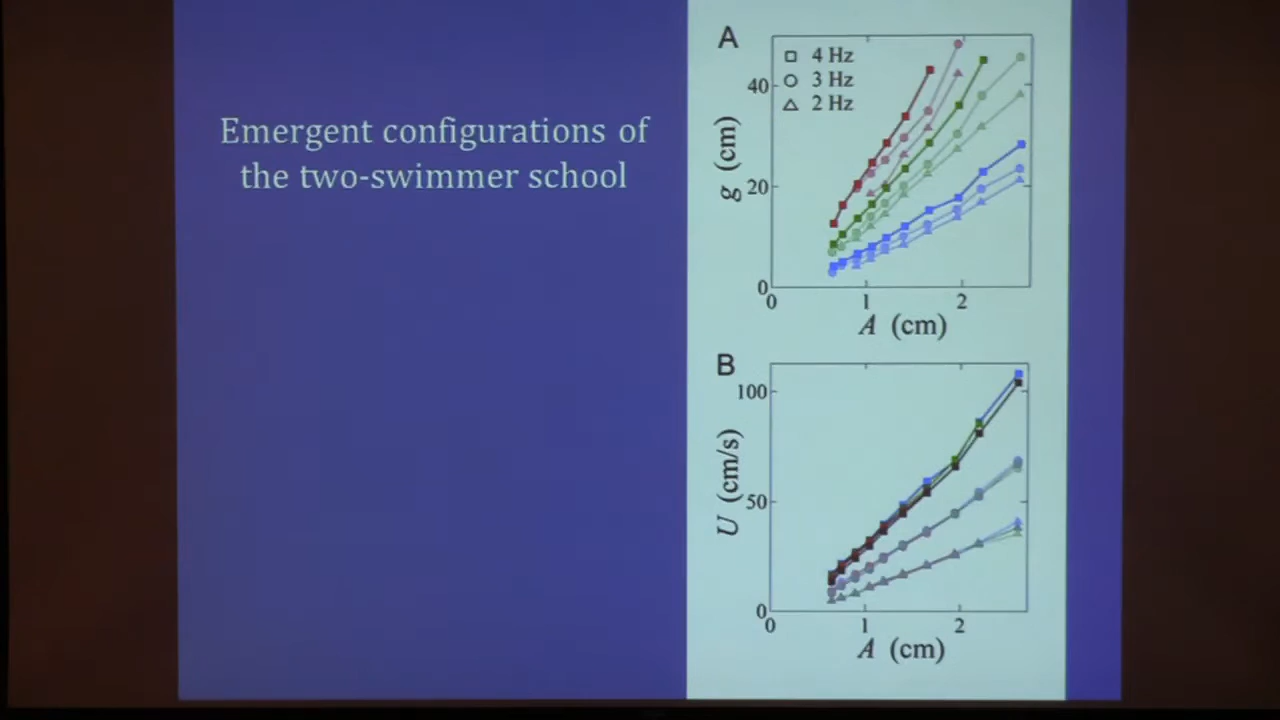 Emergent configurations of
the two-swimmer school
A
4 Hz
3 Hz
2 Hz
40
20
0
g (cm)
0 1 2
A (cm)
B
100
50
0
U (cm/s)
0 1 2
A (cm)